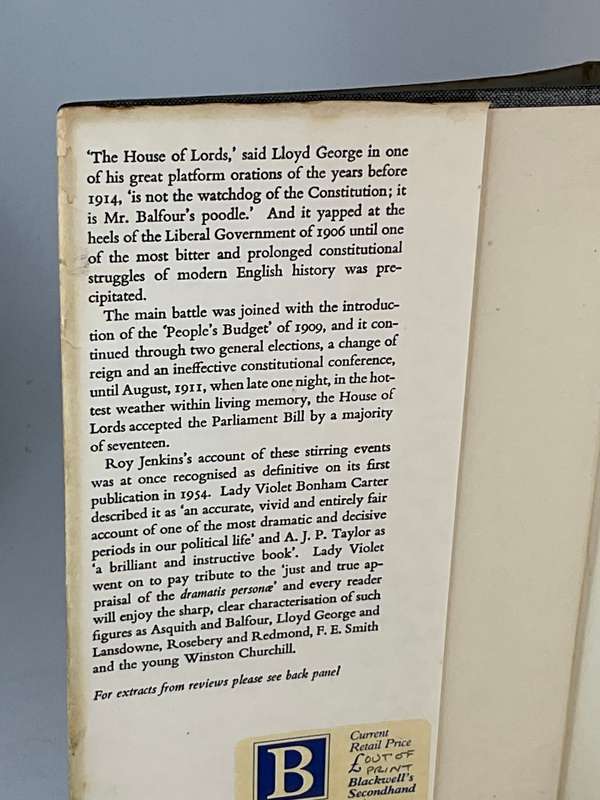 ‘The House of Lords,’ said Lloyd George in one
of his great platform orations of the years before
1914, ‘is not the watchdog of the Constitution; it
is Mr. Balfour's poodle.’ And it yapped at the
heels of the Liberal Government of 1906 until one
of the most bitter and prolonged constitutional
struggles of modern English history was pre-
cipitated.
The main battle was joined with the introduc-
tion of the ‘People's Budget’ of 1909, and it con-
tinued through two general elections, a change of
reign and an ineffective constitutional conference,
until August, 1911, when late one night, in the hot-
test weather within living memory, the House of
Lords accepted the Parliament Bill by a majority
of seventeen.
Roy Jenkins's account of these stirring events
was at once recognised as definitive on its first
publication in 1954. Lady Violet Bonham Carter
described it as ‘an accurate, vivid and entirely fair
account of one of the most dramatic and decisive
periods in our political life’ and A. J. P. Taylor as
‘a brilliant and instructive book’. Lady Violet
went on to pay tribute to the ‘just and true ap-
praisal of the dramatis personæ’ and every reader
will enjoy the sharp, clear characterisation of such
figures as Asquith and Balfour, Lloyd George and
Lansdowne, Rosebery and Redmond, F. E. Smith
and the young Winston Churchill.
For extracts from reviews please see back panel
B
Current
Retail Price
£ OUT OF
PRINT
Blackwell's
Secondhand